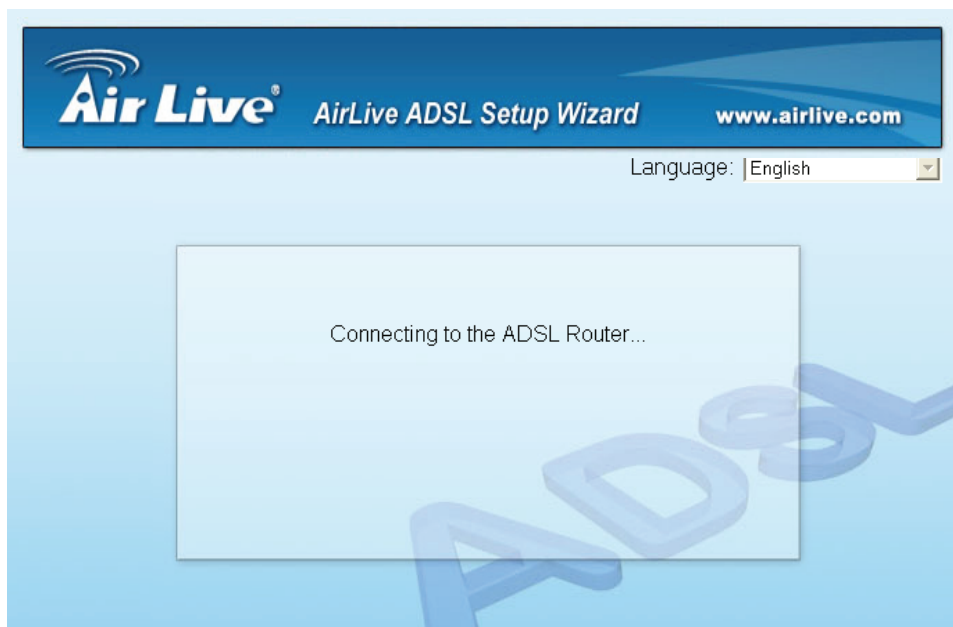 Air Live® AirLive ADSL Setup Wizard www.airlive.com
Language: English
Connecting to the ADSL Router...
ADSL